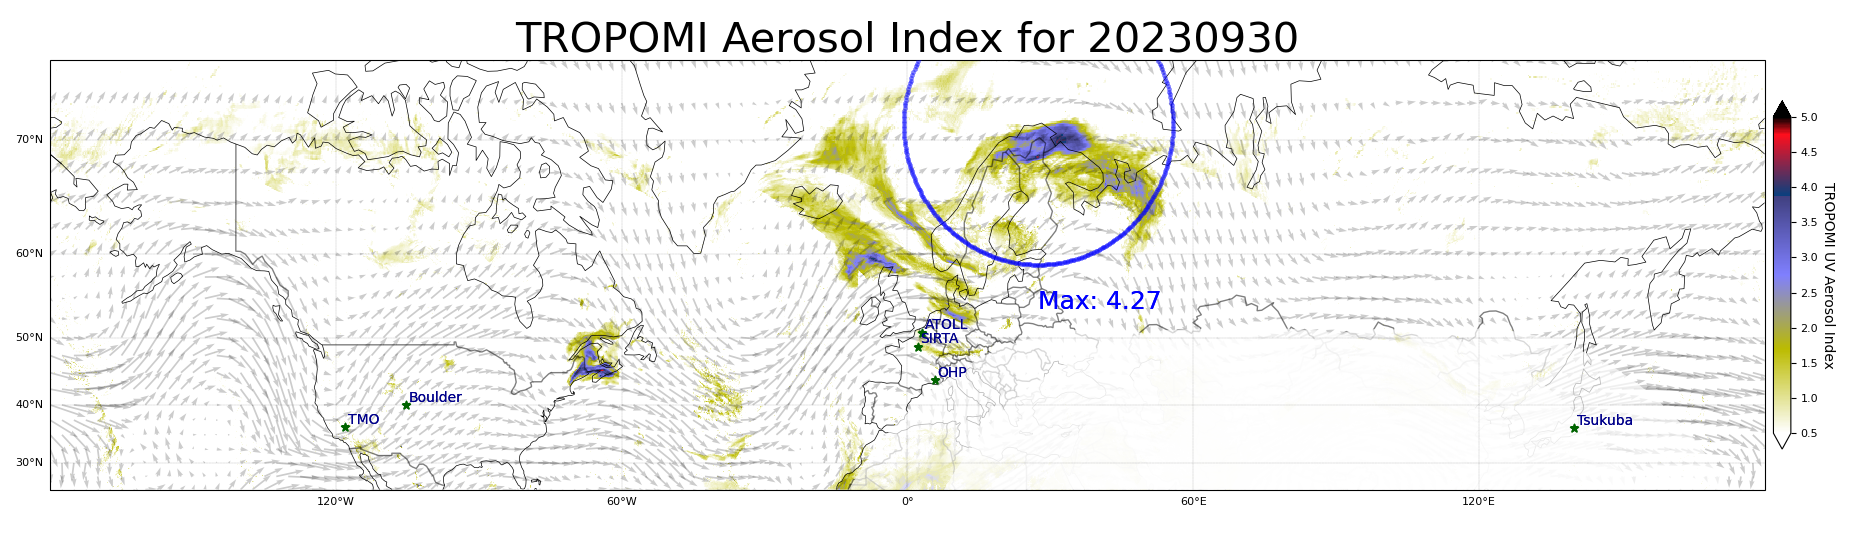 TROPOMI Aerosol Index for 20230930
70°N
60°N
50°N
40°N
30°N
120°W
60°W
0°
60°E
120°E
Max: 4.27
ATOLL
SIRTA
OHP
Boulder
TMO
Tsukuba
5.0
4.5
4.0
3.5
3.0
2.5
2.0
1.5
1.0
0.5
TROPOMI UV Aerosol Index